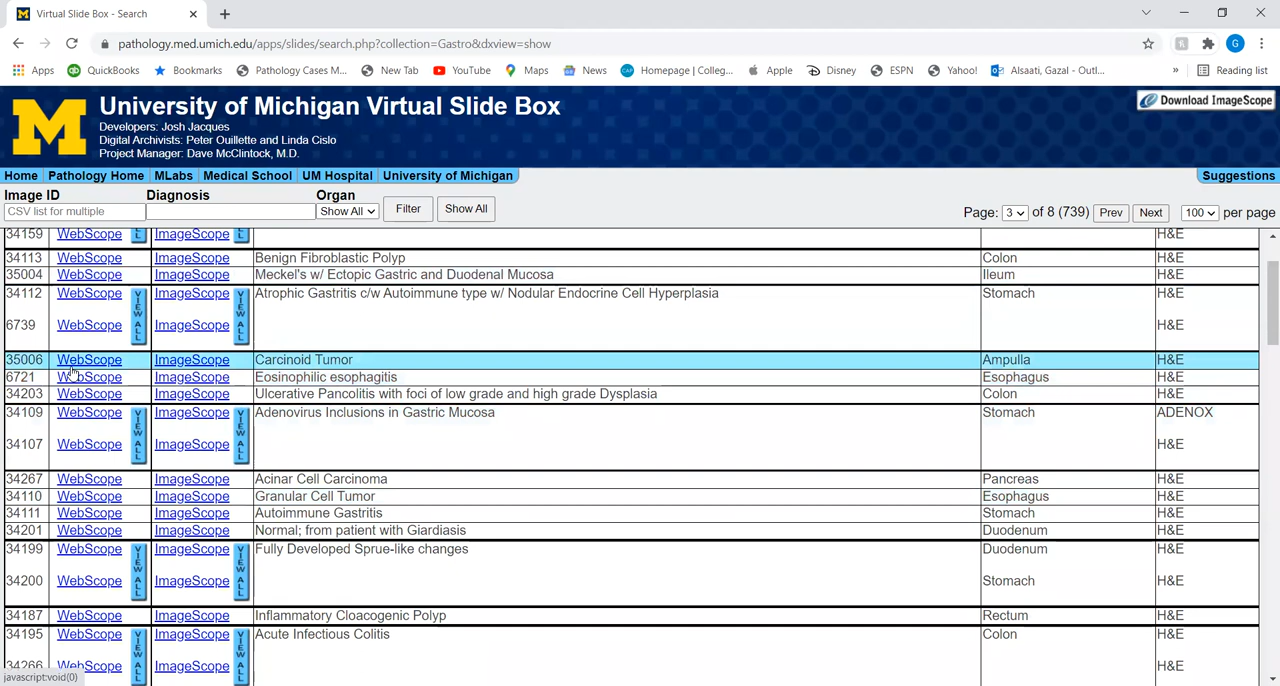 Virtual Slide Box - Search
pathology.med.umich.edu/apps/slides/search.php?collection=Gastro&dxview=show
G
Apps QuickBooks Bookmarks Pathology Cases M... New Tab YouTube Maps News Homepage | Colleg... Apple Disney ESPN Yahoo! Alsaati, Gazal - Outl... » Reading list
M
University of Michigan Virtual Slide Box
Developers: Josh Jacques
Digital Archivists: Peter Ouillette and Linda Cislo
Project Manager: Dave McClintock, M.D.
Download ImageScope
Home Pathology Home MLabs Medical School UM Hospital University of Michigan Suggestions
Image ID Diagnosis Organ
CSV list for multiple Show All Filter Show All Page: 3 of 8 (739) Prev Next 100 per page
34159 WebScope ImageScope H&E
34113 WebScope ImageScope Benign Fibroblastic Polyp Colon H&E
35004 WebScope ImageScope Meckel's w/ Ectopic Gastric and Duodenal Mucosa Ileum H&E
34112 WebScope VIEW ALL ImageScope VIEW ALL Atrophic Gastritis c/w Autoimmune type w/ Nodular Endocrine Cell Hyperplasia Stomach H&E
6739 WebScope ImageScope H&E
35006 WebScope ImageScope Carcinoid Tumor Ampulla H&E
6721 WebScope ImageScope Eosinophilic esophagitis Esophagus H&E
34203 WebScope ImageScope Ulcerative Pancolitis with foci of low grade and high grade Dysplasia Colon H&E
34109 WebScope VIEW ALL ImageScope VIEW ALL Adenovirus Inclusions in Gastric Mucosa Stomach ADENOX
34107 WebScope ImageScope H&E
34267 WebScope ImageScope Acinar Cell Carcinoma Pancreas H&E
34110 WebScope ImageScope Granular Cell Tumor Esophagus H&E
34111 WebScope ImageScope Autoimmune Gastritis Stomach H&E
34201 WebScope ImageScope Normal; from patient with Giardiasis Duodenum H&E
34199 WebScope VIEW ALL ImageScope VIEW ALL Fully Developed Sprue-like changes Duodenum H&E
34200 WebScope ImageScope Stomach H&E
34187 WebScope ImageScope Inflammatory Cloacogenic Polyp Rectum H&E
34195 WebScope VIEW ALL ImageScope VIEW ALL Acute Infectious Colitis Colon H&E
34266 WebScope ImageScope H&E
javascript:void(0)